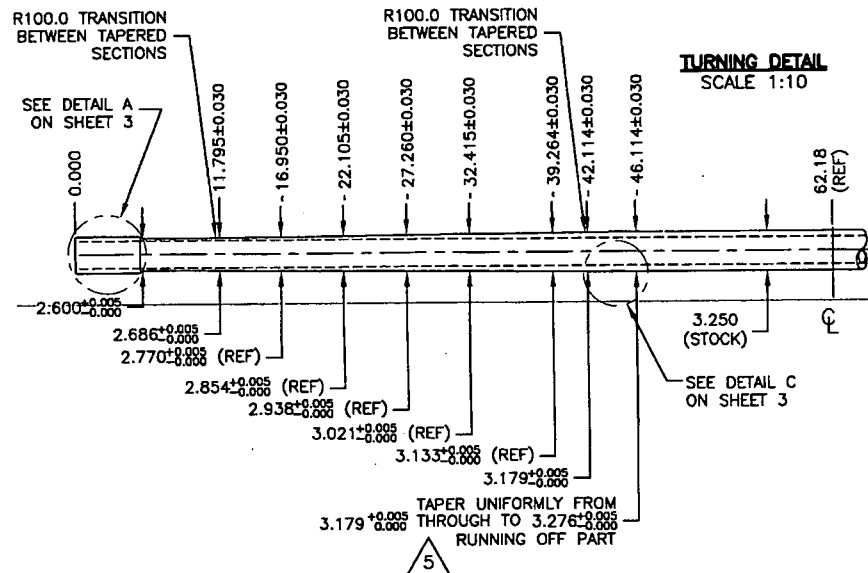 R100.0 TRANSITION
BETWEEN TAPERED
SECTIONS
R100.0 TRANSITION
BETWEEN TAPERED
SECTIONS
TURNING DETAIL
SCALE 1:10
SEE DETAIL A
ON SHEET 3
0.000
11.795±0.030
16.950±0.030
22.105±0.030
27.260±0.030
32.415±0.030
39.264±0.030
42.114±0.030
46.114±0.030
62.18
(REF)
2.600+0.005-0.000
2.686+0.005-0.000
2.770+0.005-0.000 (REF)
2.854+0.005-0.000 (REF)
2.938+0.005-0.000 (REF)
3.021+0.005-0.000 (REF)
3.133+0.005-0.000 (REF)
3.179+0.005-0.000
3.250
(STOCK)
CL
SEE DETAIL C
ON SHEET 3
TAPER UNIFORMLY FROM
3.179+0.005 0.000 THROUGH TO 3.276+0.005-0.000
RUNNING OFF PART
5